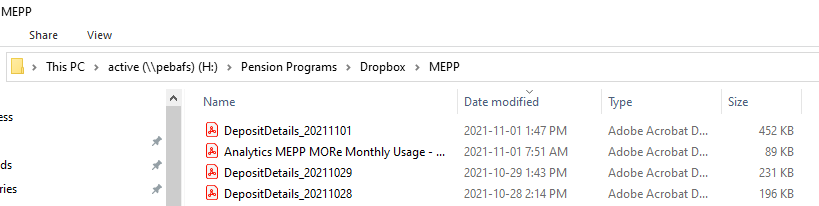 MEPP
Share View
This PC > active (\\pebafs) (H:) > Pension Programs > Dropbox > MEPP
Name Date modified Type Size
ess
DepositDetails_20211101 2021-11-01 1:47 PM Adobe Acrobat D... 452 KB
Analytics MEPP MORe Monthly Usage - ... 2021-11-01 7:51 AM Adobe Acrobat D... 89 KB
ds DepositDetails_20211029 2021-10-29 1:43 PM Adobe Acrobat D... 231 KB
ries DepositDetails_20211028 2021-10-28 2:14 PM Adobe Acrobat D... 196 KB